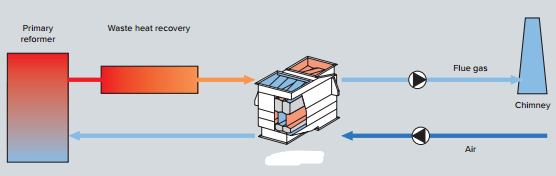 Primary
reformer
Waste heat recovery
Flue gas
Chimney
Air